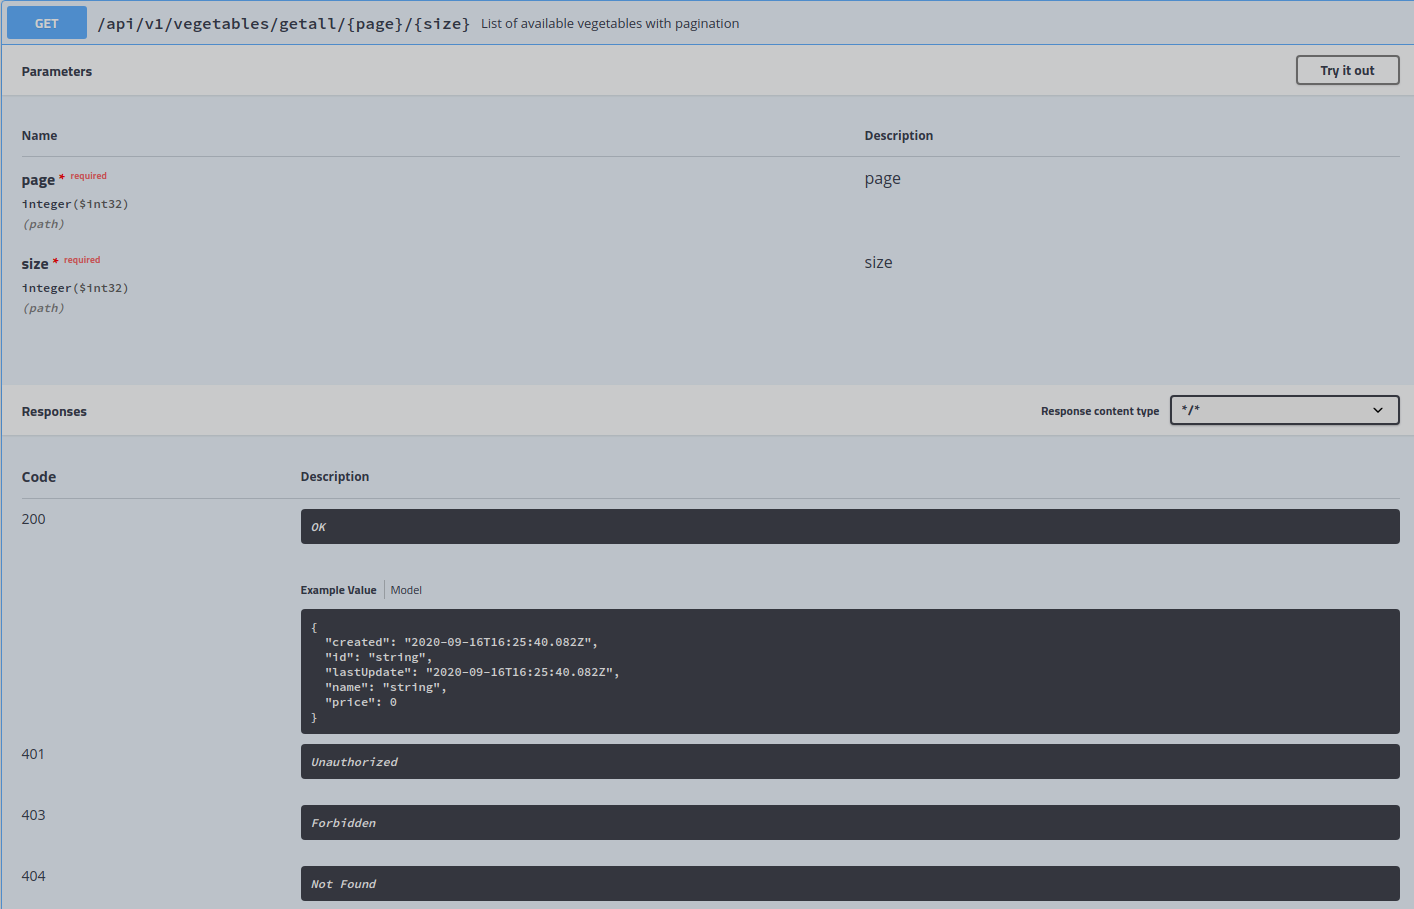 GET /api/v1/vegetables/getall/{page}/{size} List of available vegetables with pagination
Parameters Try it out
Name Description
page * required page
integer($int32)
(path)
size * required size
integer($int32)
(path)
Responses Response content type */*
Code Description
200 OK
Example Value Model
{
"created": "2020-09-16T16:25:40.082Z",
"id": "string",
"lastUpdate": "2020-09-16T16:25:40.082Z",
"name": "string",
"price": 0
}
401 Unauthorized
403 Forbidden
404 Not Found